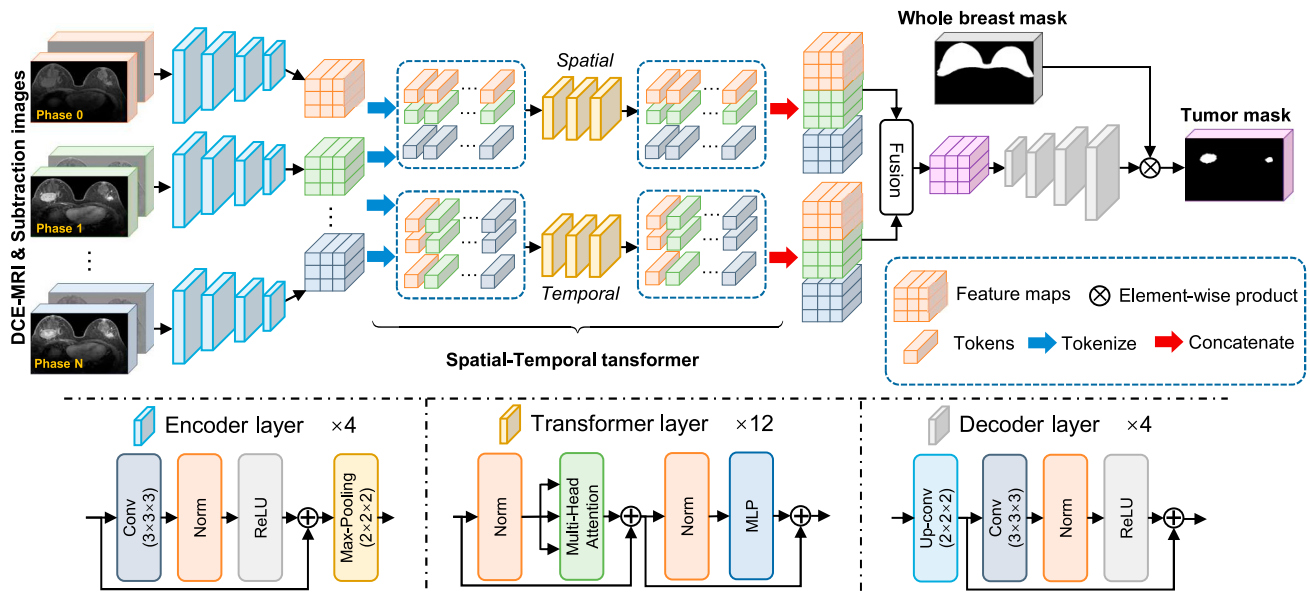 DCE-MRI & Subtraction images
Phase 0
Phase 1
...
Phase N
...
Spatial
Temporal
Spatial-Temporal tansformer
Fusion
Whole breast mask
Tumor mask
Feature maps
Element-wise product
Tokens
Tokenize
Concatenate
Encoder layer ×4
Conv
(3×3×3)
Norm
ReLU
Max-Pooling
(2×2×2)
Transformer layer ×12
Norm
Multi-Head
Attention
Norm
MLP
Decoder layer ×4
Up-conv
(2×2×2)
Conv
(3×3×3)
Norm
ReLU